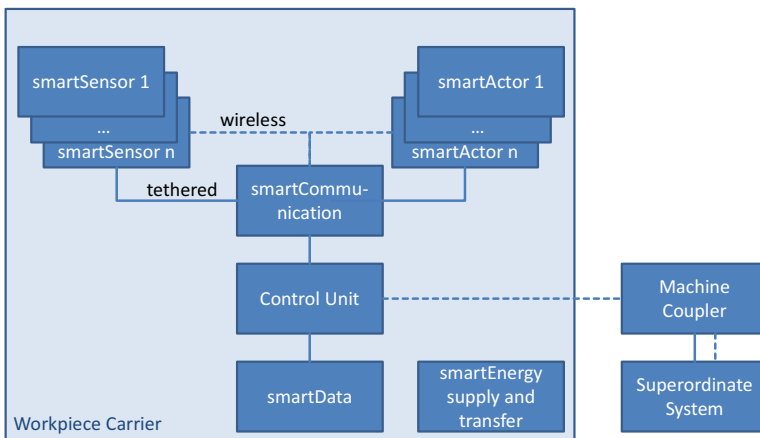 smartSensor 1
...
smartSensor n
smartActor 1
...
smartActor n
wireless
tethered
smartCommu-
nication
Control Unit
Machine
Coupler
smartData
smartEnergy
supply and
transfer
Superordinate
System
Workpiece Carrier